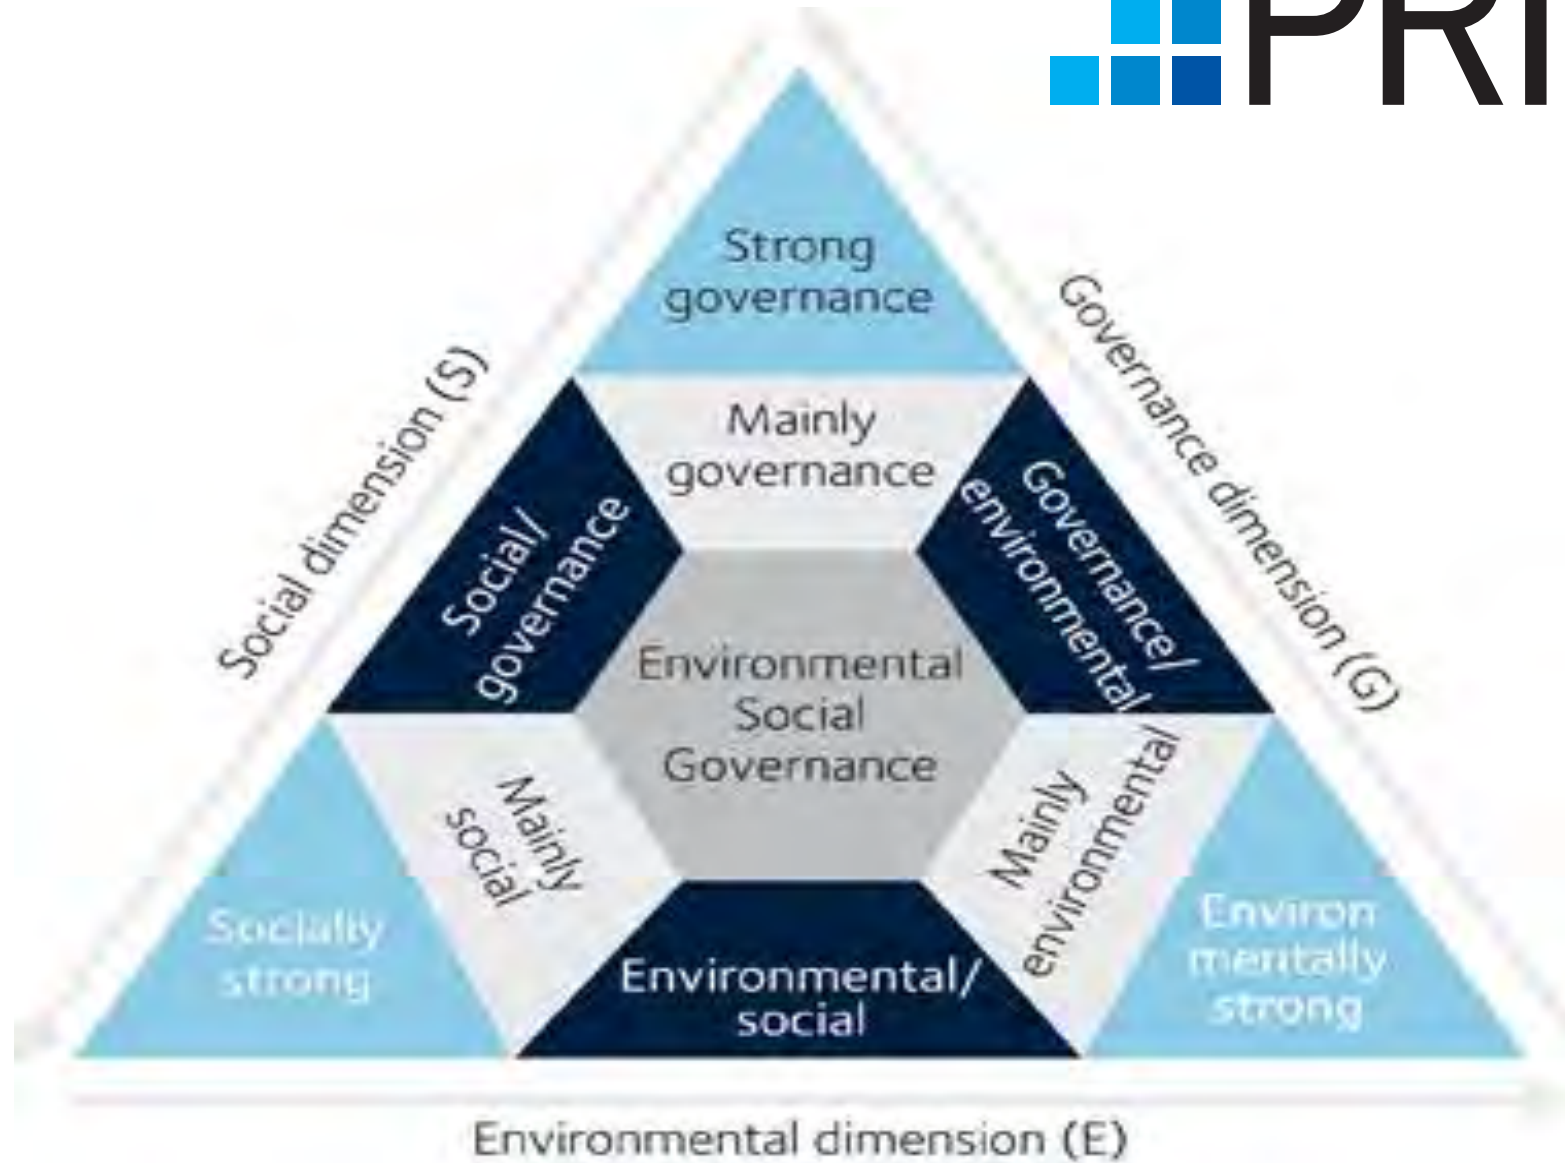 PRI
Strong
governance
Mainly
governance
Social dimension (S)
Governance dimension (G)
Social/
governance
Governance/
environmental
Environmental
Social
Governance
Mainly
social
Mainly
environmental
Socially
strong
Environ
mentally
strong
Environmental/
social
Environmental dimension (E)